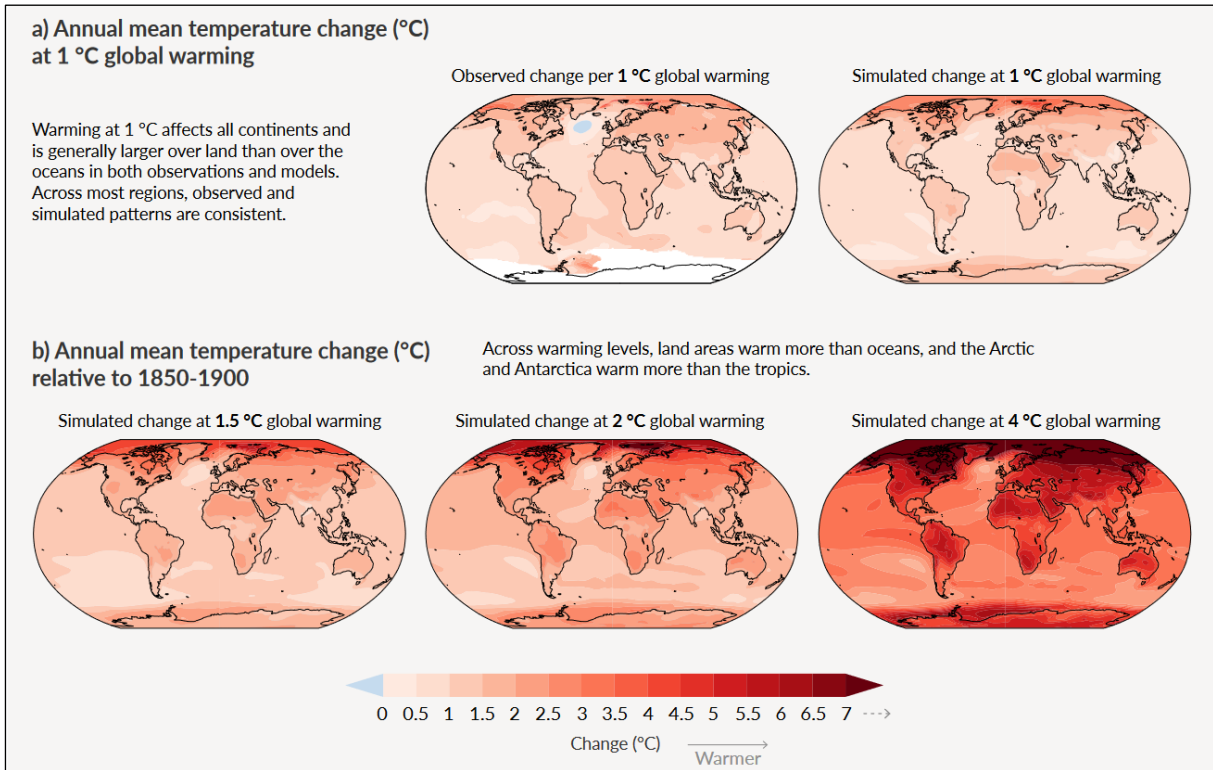 a) Annual mean temperature change (°C)
at 1 °C global warming
Warming at 1 °C affects all continents and
is generally larger over land than over the
oceans in both observations and models.
Across most regions, observed and
simulated patterns are consistent.
Observed change per 1 °C global warming
Simulated change at 1 °C global warming
b) Annual mean temperature change (°C)
relative to 1850-1900
Across warming levels, land areas warm more than oceans, and the Arctic
and Antarctica warm more than the tropics.
Simulated change at 1.5 °C global warming
Simulated change at 2 °C global warming
Simulated change at 4 °C global warming
0 0.5 1 1.5 2 2.5 3 3.5 4 4.5 5 5.5 6 6.5 7
Change (°C)
Warmer